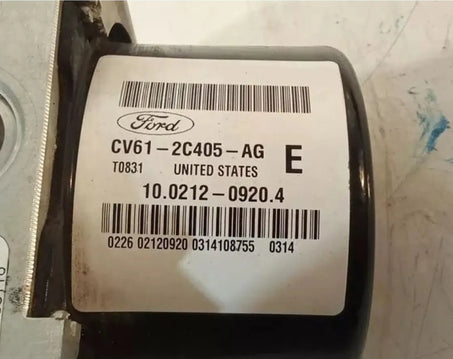 Ford
CV61-2C405-AG E
T0831 UNITED STATES
10.0212-0920.4
0226 02120920 0314108755 0314